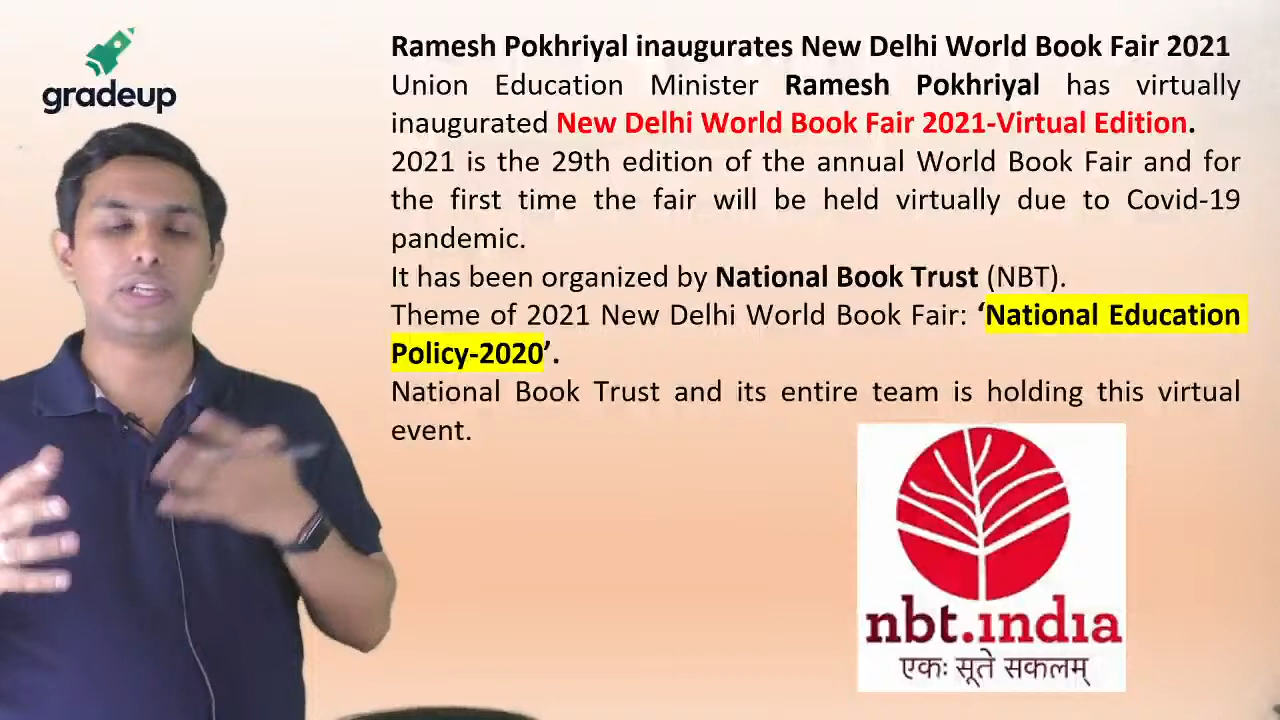 gradeup
Ramesh Pokhriyal inaugurates New Delhi World Book Fair 2021
Union Education Minister Ramesh Pokhriyal has virtually
inaugurated New Delhi World Book Fair 2021-Virtual Edition.
2021 is the 29th edition of the annual World Book Fair and for
the first time the fair will be held virtually due to Covid-19
pandemic.
It has been organized by National Book Trust (NBT).
Theme of 2021 New Delhi World Book Fair: ‘National Education
Policy-2020’.
National Book Trust and its entire team is holding this virtual
event.
nbt.india
एकः सूते सकलम्